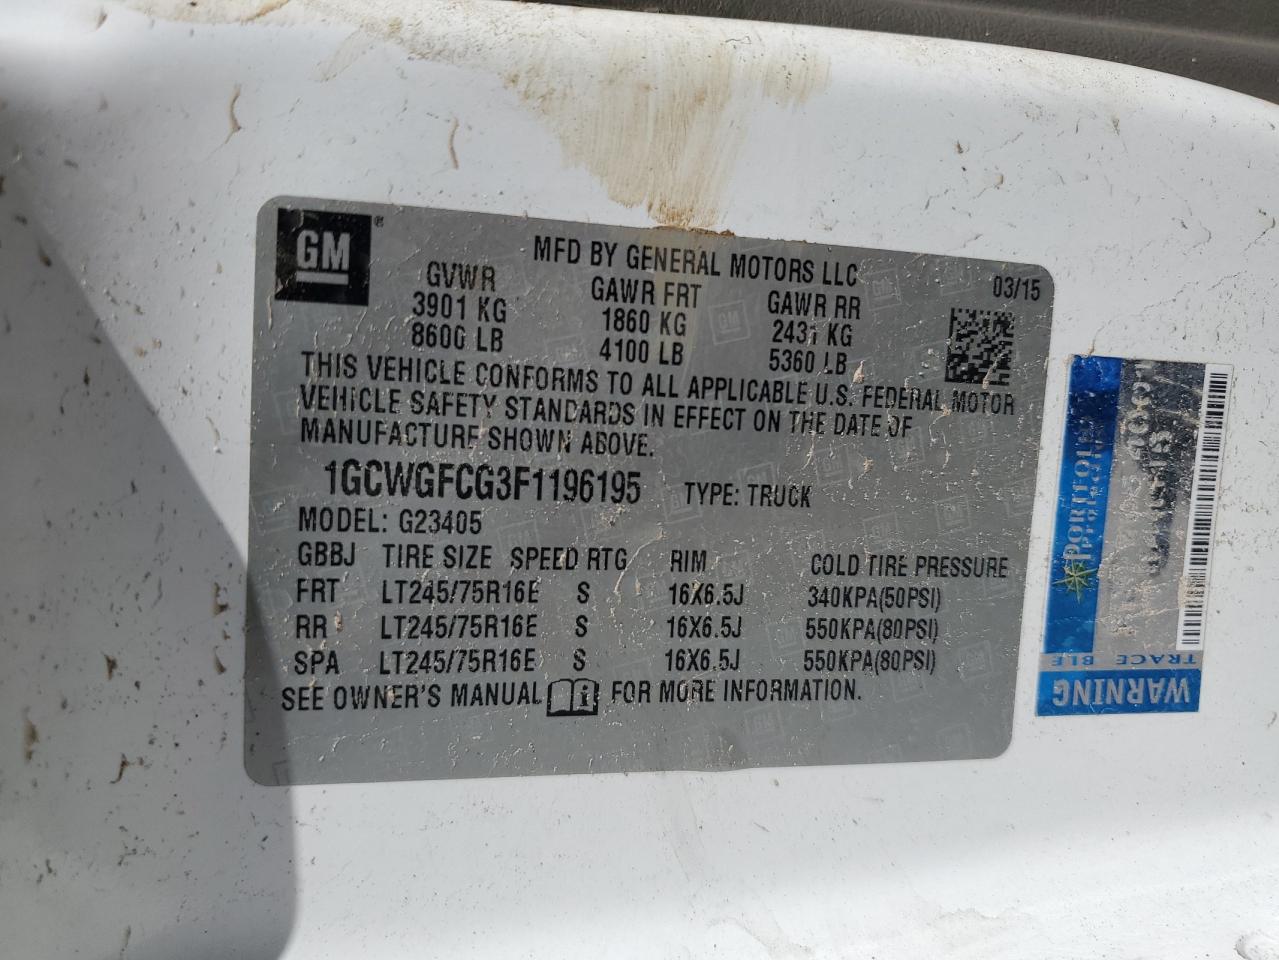 GM ®
MFD BY GENERAL MOTORS LLC
03/15
GVWR GAWR FRT GAWR RR
3901 KG 1860 KG 2431 KG
8600 LB 4100 LB 5360 LB
THIS VEHICLE CONFORMS TO ALL APPLICABLE U.S. FEDERAL MOTOR
VEHICLE SAFETY STANDARDS IN EFFECT ON THE DATE OF
MANUFACTURE SHOWN ABOVE.
1GCWGFCG3F1196195 TYPE: TRUCK
MODEL: G23405
GBBJ TIRE SIZE SPEED RTG RIM COLD TIRE PRESSURE
FRT LT245/75R16E S 16X6.5J 340KPA(50PSI)
RR LT245/75R16E S 16X6.5J 550KPA(80PSI)
SPA LT245/75R16E S 16X6.5J 550KPA(80PSI)
SEE OWNER'S MANUAL FOR MORE INFORMATION.
WARNING